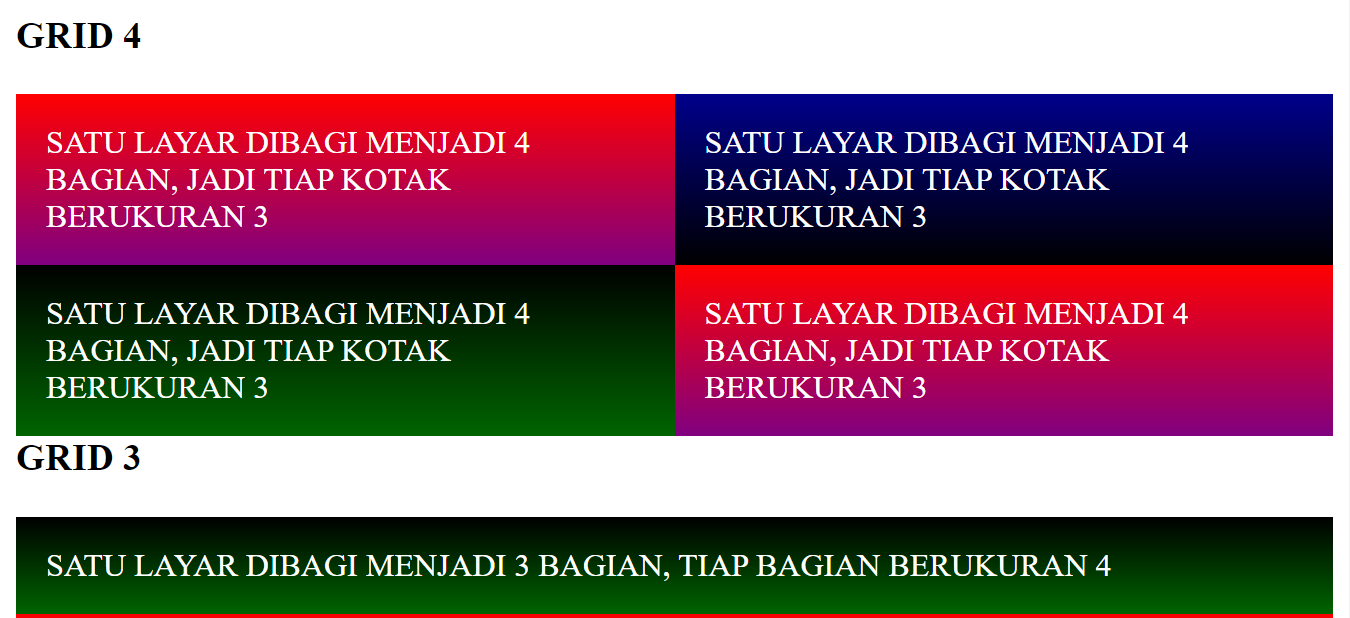 GRID 4
SATU LAYAR DIBAGI MENJADI 4
BAGIAN, JADI TIAP KOTAK
BERUKURAN 3
SATU LAYAR DIBAGI MENJADI 4
BAGIAN, JADI TIAP KOTAK
BERUKURAN 3
SATU LAYAR DIBAGI MENJADI 4
BAGIAN, JADI TIAP KOTAK
BERUKURAN 3
SATU LAYAR DIBAGI MENJADI 4
BAGIAN, JADI TIAP KOTAK
BERUKURAN 3
GRID 3
SATU LAYAR DIBAGI MENJADI 3 BAGIAN, TIAP BAGIAN BERUKURAN 4